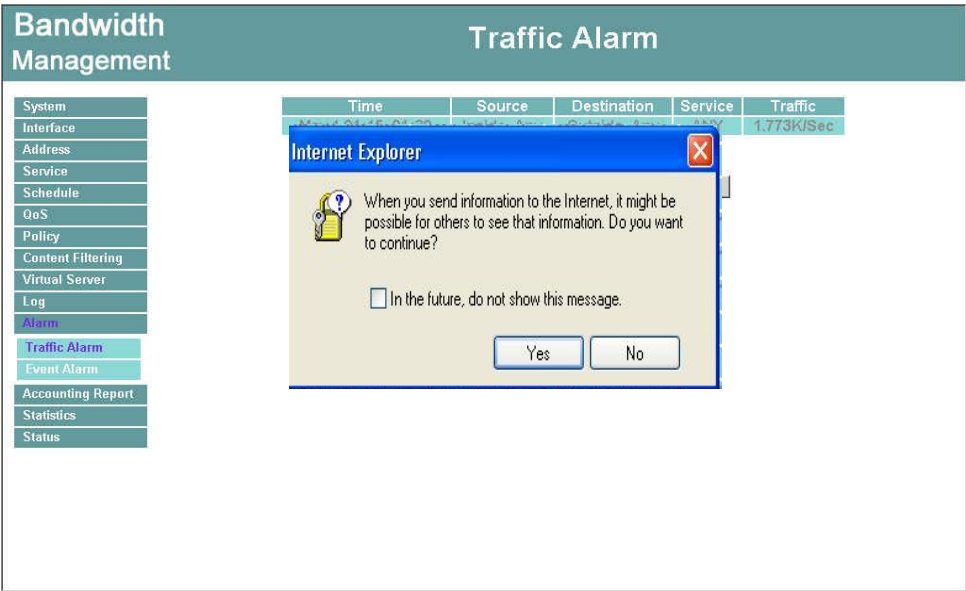 Bandwidth
Management
Traffic Alarm
System
Interface
Address
Service
Schedule
QoS
Policy
Content Filtering
Virtual Server
Log
Alarm
Traffic Alarm
Event Alarm
Accounting Report
Statistics
Status
Time Source Destination Service Traffic
1.773K/Sec
Internet Explorer
When you send information to the Internet, it might be
possible for others to see that information. Do you want
to continue?
In the future, do not show this message.
Yes No